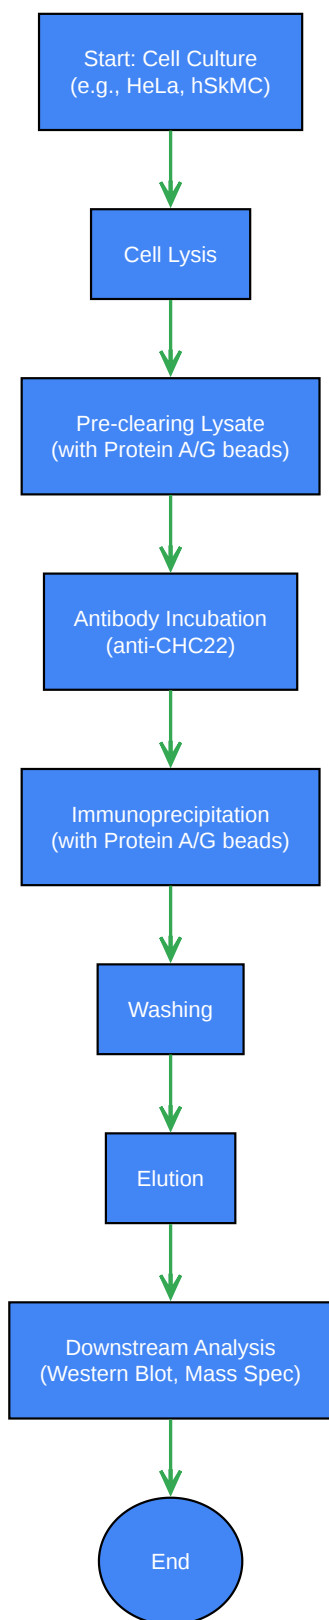 Start: Cell Culture
(e.g., HeLa, hSkMC)
Cell Lysis
Pre-clearing Lysate
(with Protein A/G beads)
Antibody Incubation
(anti-CHC22)
Immunoprecipitation
(with Protein A/G beads)
Washing
Elution
Downstream Analysis
(Western Blot, Mass Spec)
End